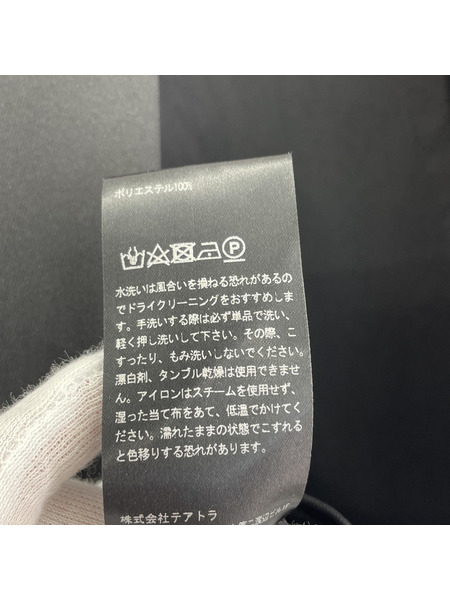 ポリエステル100%
P
水洗いは風合いを損ねる恐れがあるの
でドライクリーニングをおすすめしま
す。手洗いする際は必ず単品で洗い、
軽く押し洗いして下さい。その際、こ
すったり、もみ洗いしないでください。
漂白剤、タンブル乾燥は使用できませ
ん。アイロンはスチームを使用せず、
湿った当て布をあて、低温でかけてく
ださい。濡れたままの状態でこすれる
と色移りする恐れがあります。
株式会社テアトラ